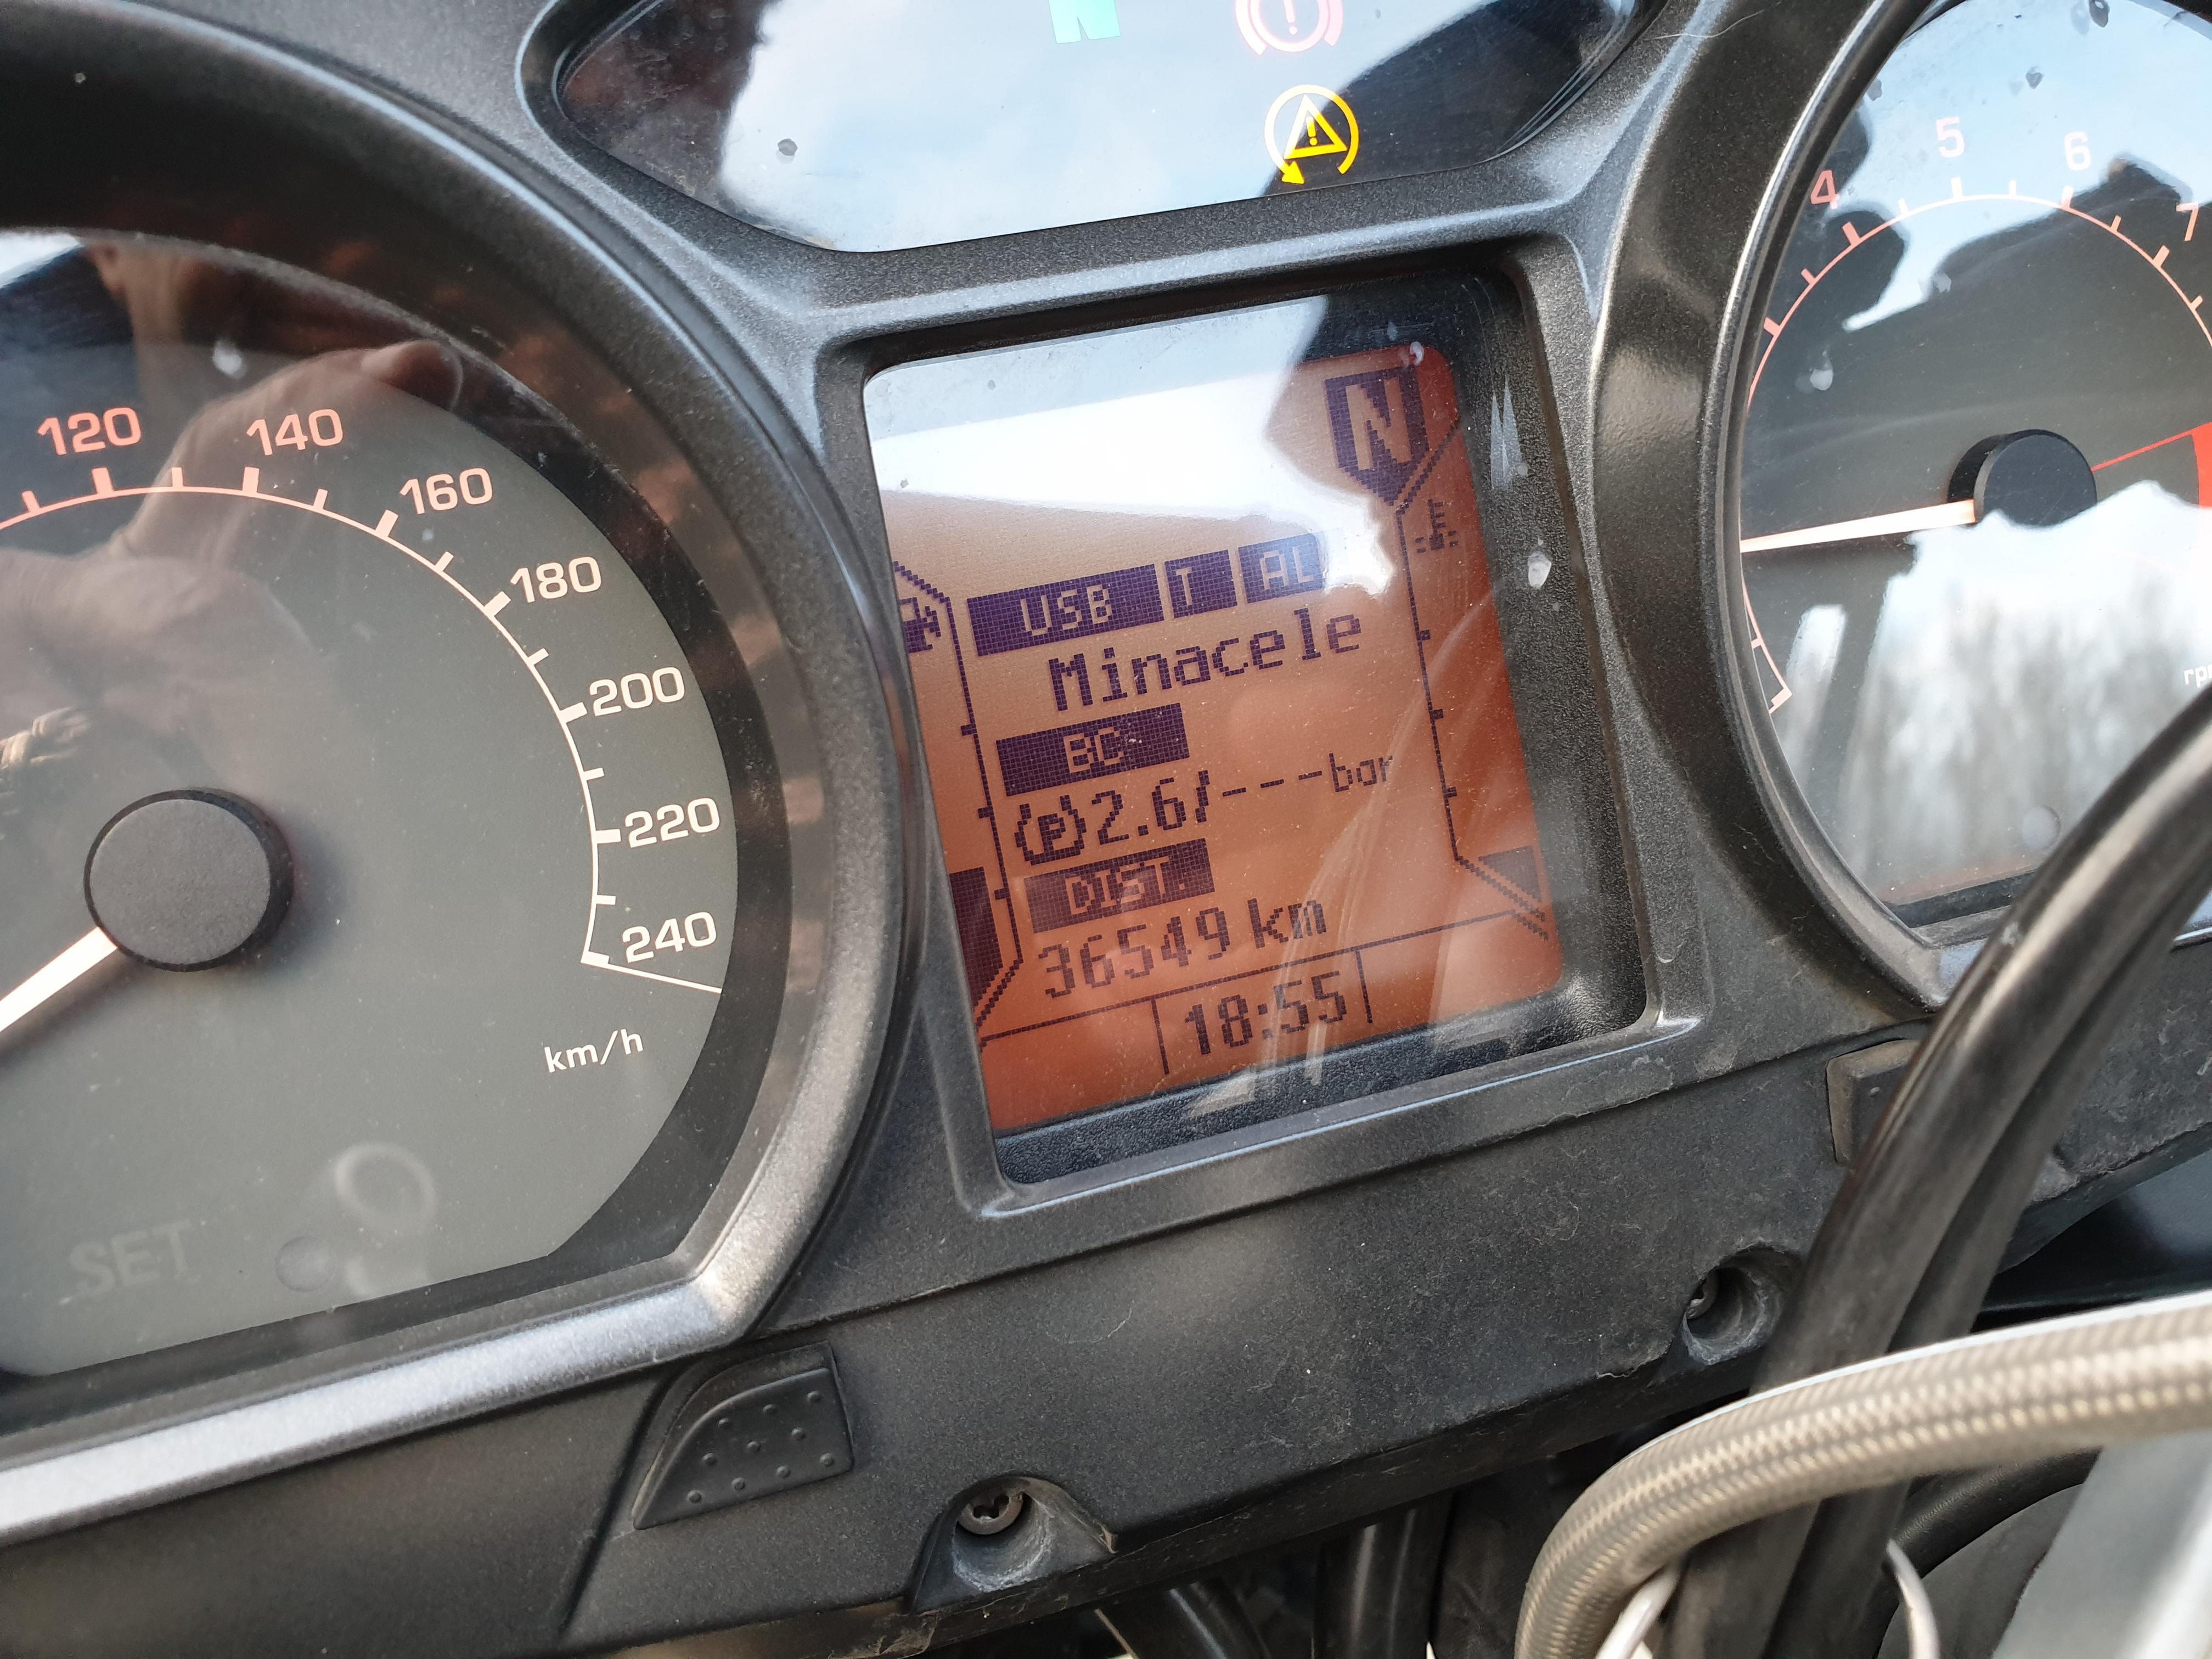 N
120 140 160 180 200 220 240
km/h
SET
N
USB I AL
Minacele
BC
(P)2.6/---bar
DIST.
36549 km
18:55
4 5 6 7